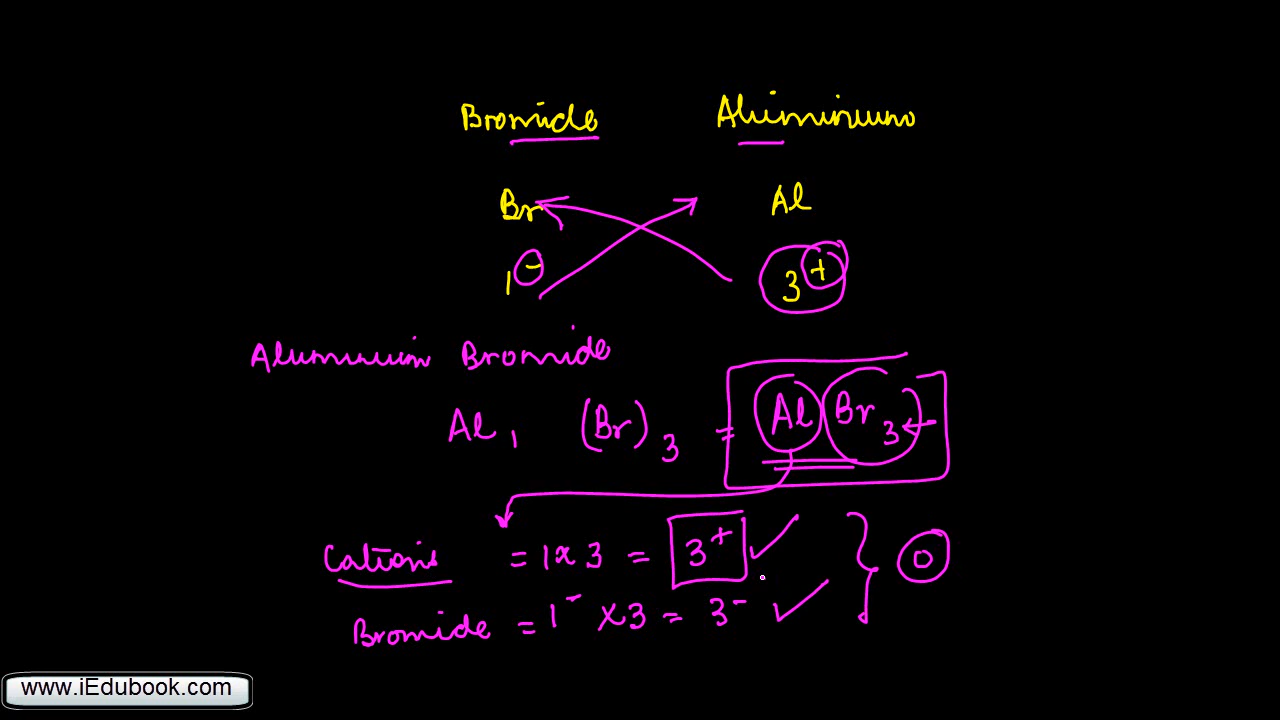 Bromide Aluminium
Br Al
1⁻ 3⁺
Aluminium Bromide
Al₁ (Br)₃ = AlBr₃
Cations = 1x3 = 3⁺ } 0
Bromide = 1⁻ x3 = 3⁻
www.iEdubook.com